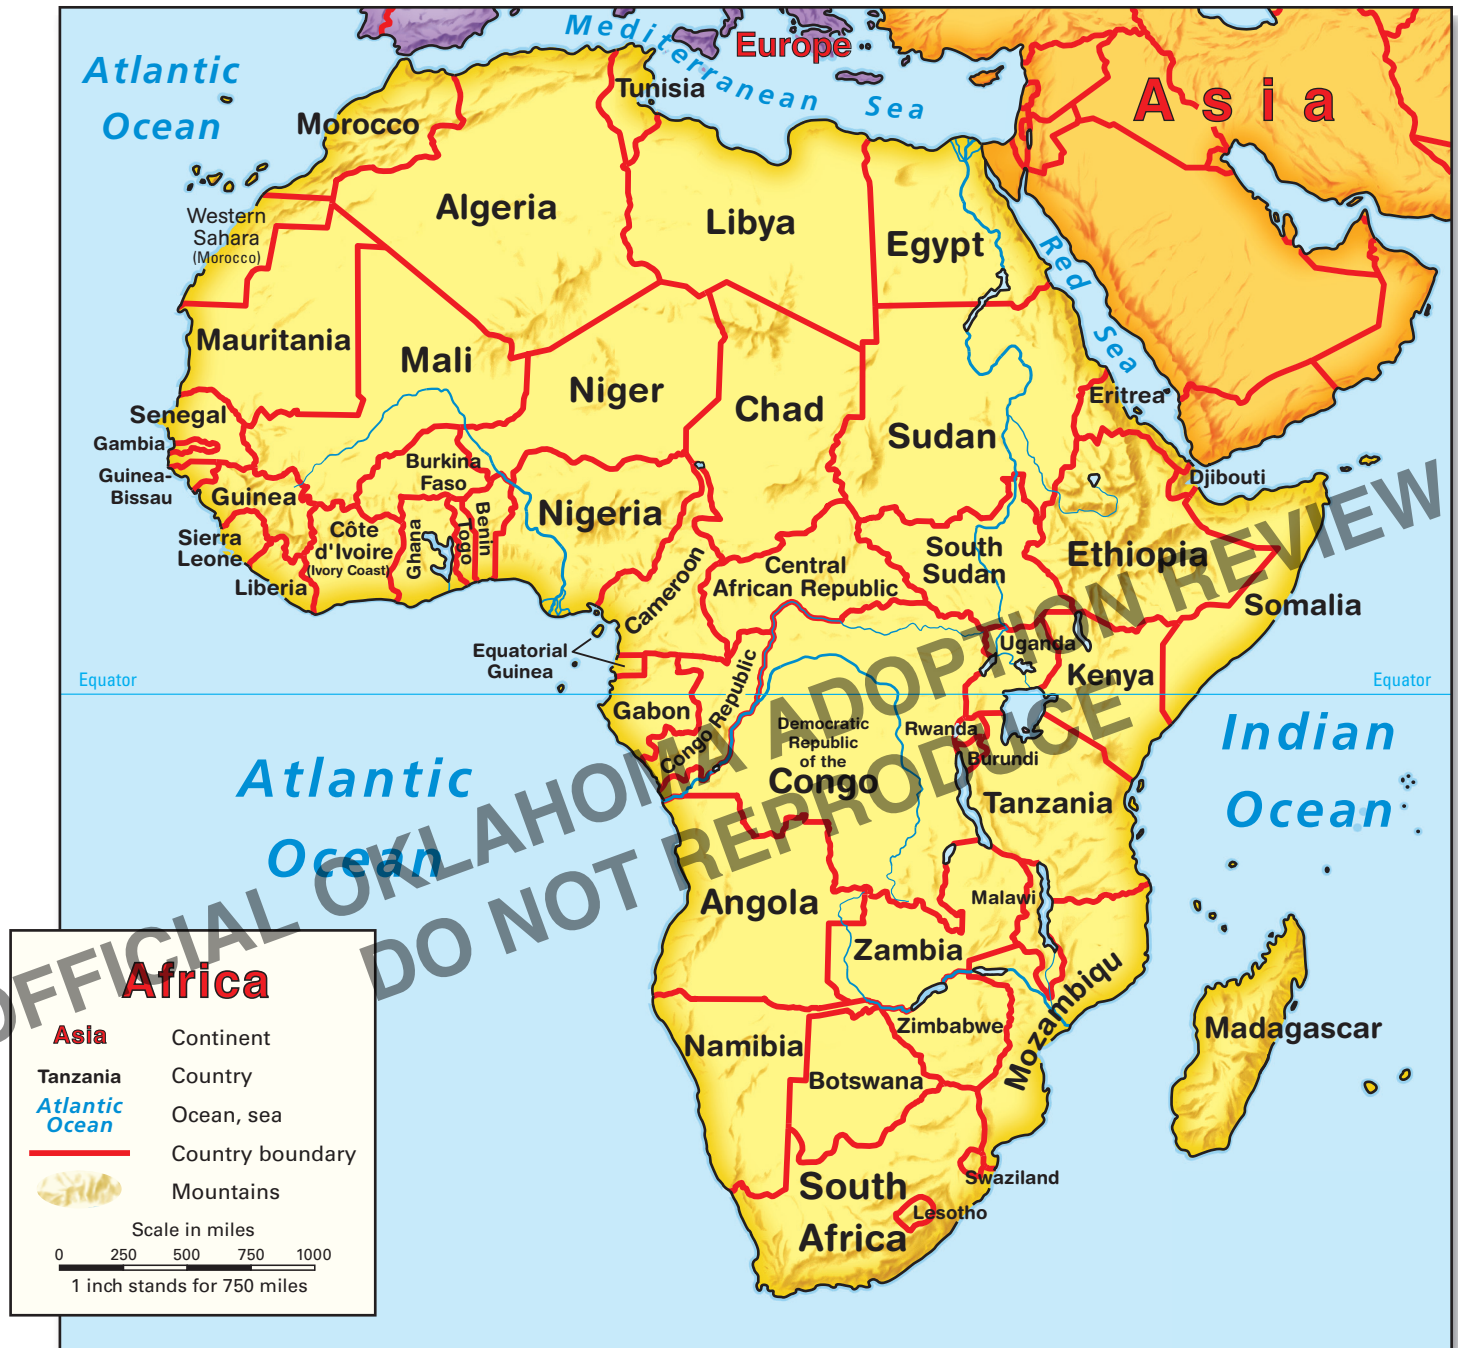 Atlantic
Ocean
Mediterranean Sea
Europe
Asia
Tunisia
Morocco
Algeria
Libya
Egypt
Western
Sahara
(Morocco)
Red Sea
Mauritania
Mali
Niger
Chad
Sudan
Eritrea
Senegal
Gambia
Guinea-
Bissau
Guinea
Burkina
Faso
Djibouti
Sierra
Leone
Côte
d'Ivoire
(Ivory Coast)
Ghana
Togo
Benin
Nigeria
Liberia
Cameroon
Central
African Republic
South
Sudan
Ethiopia
Somalia
Equatorial
Guinea
Uganda
Kenya
Equator
Equator
Gabon
Congo Republic
Democratic
Republic
of the
Congo
Rwanda
Burundi
Tanzania
Indian
Ocean
Atlantic
Ocean
Angola
Malawi
Zambia
Mozambiqu
Zimbabwe
Madagascar
Namibia
Botswana
Swaziland
South
Africa
Lesotho
OFFICIAL OKLAHOMA ADOPTION REVIEW
DO NOT REPRODUCE
Africa
Asia Continent
Tanzania Country
Atlantic
Ocean Ocean, sea
Country boundary
Mountains
Scale in miles
0 250 500 750 1000
1 inch stands for 750 miles